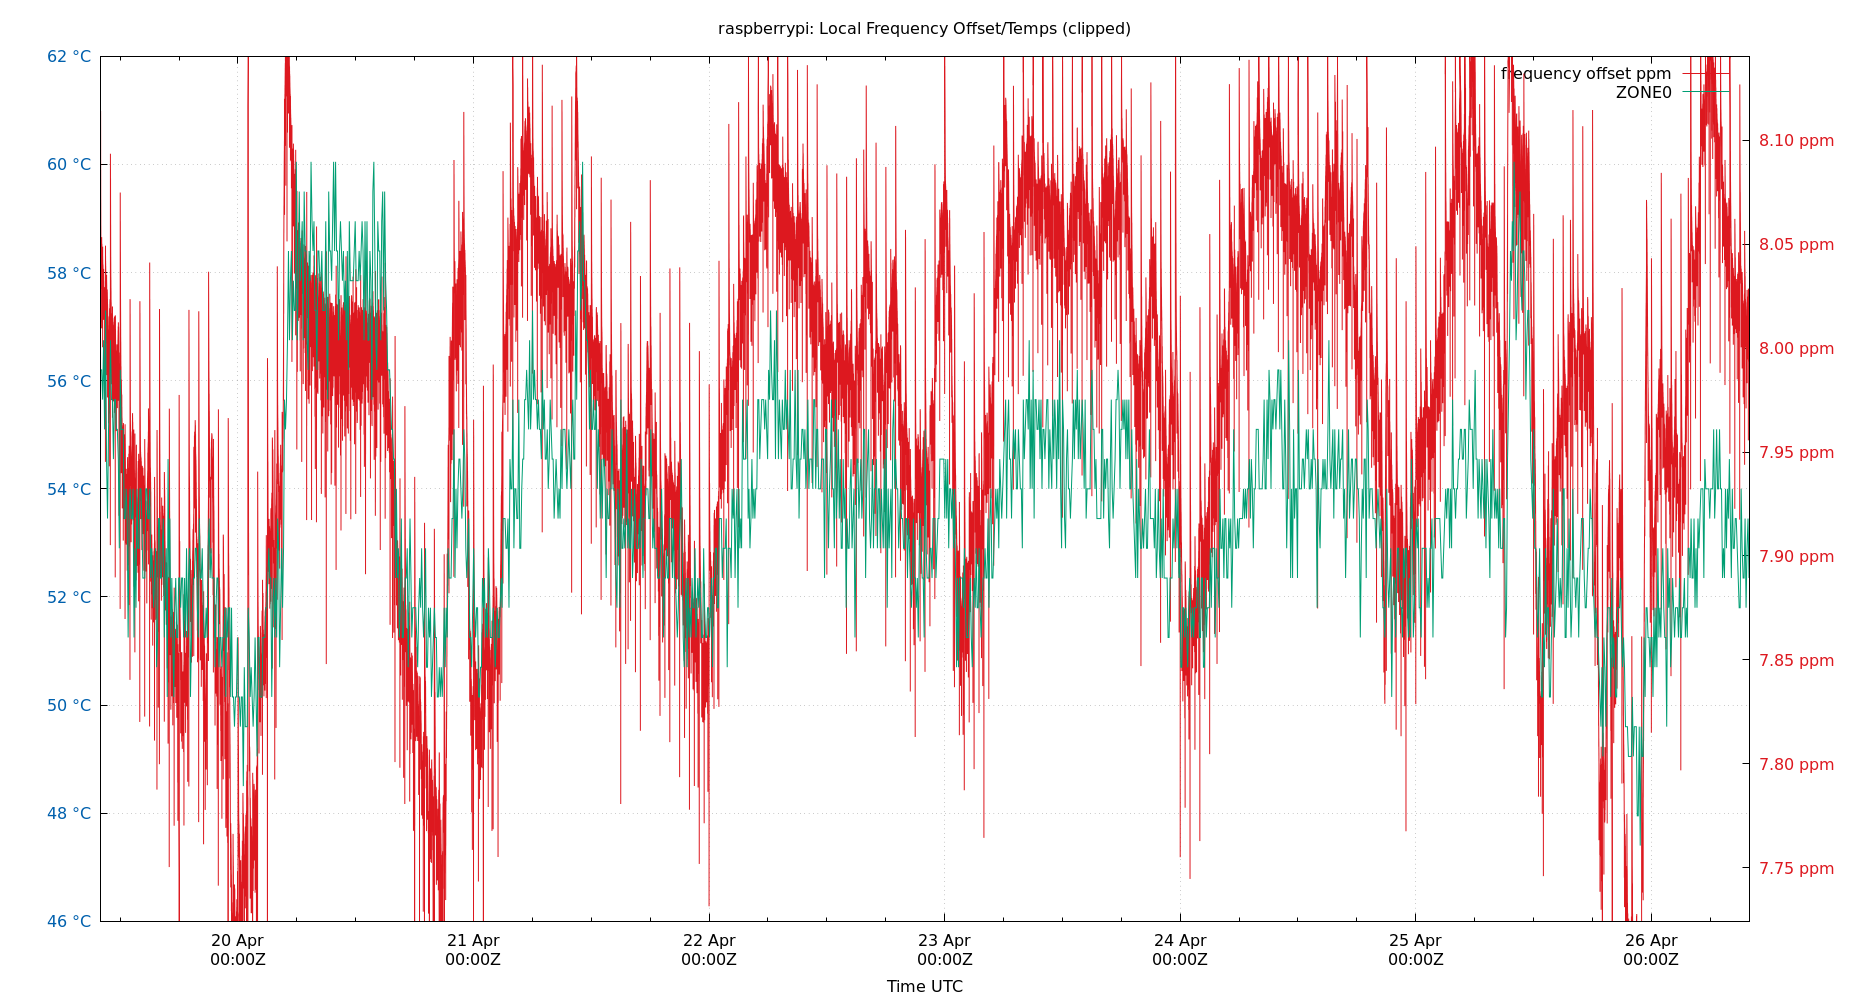 raspberrypi: Local Frequency Offset/Temps (clipped)
62 °C
60 °C
58 °C
56 °C
54 °C
52 °C
50 °C
48 °C
46 °C
frequency offset ppm
ZONE0
8.10 ppm
8.05 ppm
8.00 ppm
7.95 ppm
7.90 ppm
7.85 ppm
7.80 ppm
7.75 ppm
20 Apr
00:00Z
21 Apr
00:00Z
22 Apr
00:00Z
23 Apr
00:00Z
24 Apr
00:00Z
25 Apr
00:00Z
26 Apr
00:00Z
Time UTC